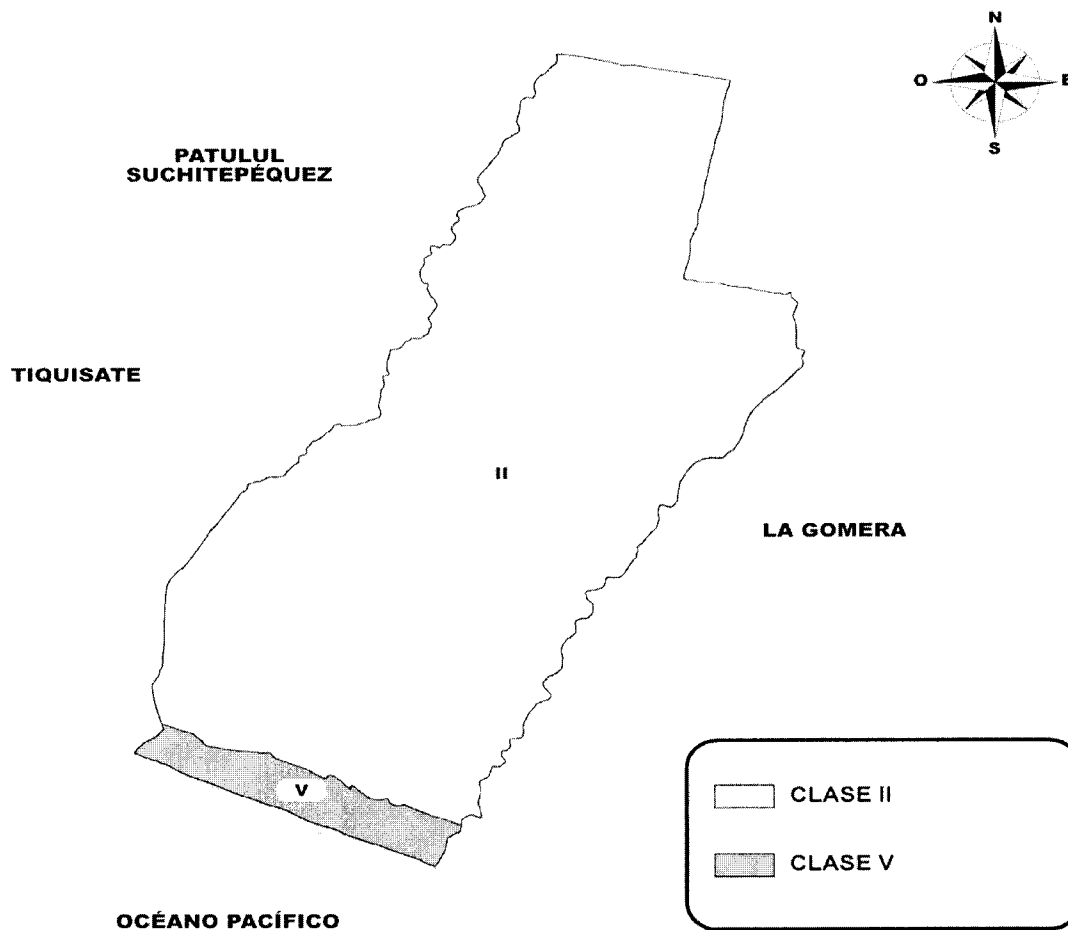 N
O
E
S
PATULUL
SUCHITEPÉQUEZ
TIQUISATE
II
LA GOMERA
V
CLASE II
CLASE V
OCÉANO PACÍFICO